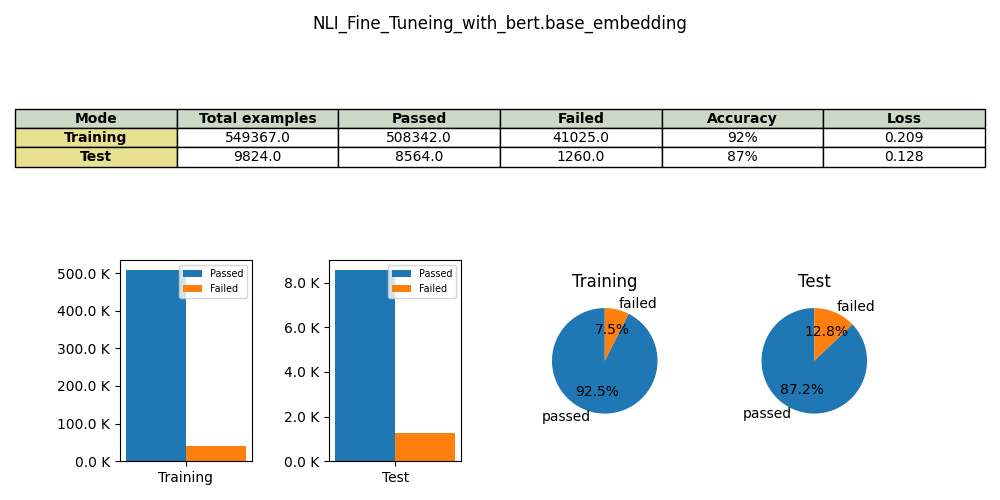 NLI_Fine_Tuneing_with_bert.base_embedding
Mode Total examples Passed Failed Accuracy Loss
Training 549367.0 508342.0 41025.0 92% 0.209
Test 9824.0 8564.0 1260.0 87% 0.128
500.0 K
400.0 K
300.0 K
200.0 K
100.0 K
0.0 K
Passed
Failed
Training
8.0 K
6.0 K
4.0 K
2.0 K
0.0 K
Passed
Failed
Test
Training
failed
7.5%
92.5%
passed
Test
failed
12.8%
87.2%
passed